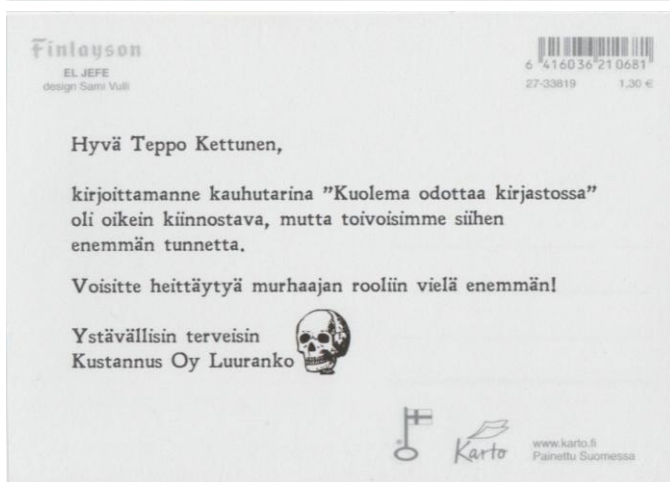 Finlayson
EL JEFE
design Sami Vulli
6 416036 210681
27-33819 1,30 €
Hyvä Teppo Kettunen,
kirjoittamanne kauhutarina ”Kuolema odottaa kirjastossa”
oli oikein kiinnostava, mutta toivoisimme siihen
enemmän tunnetta.
Voisitte heittäytyä murhaajan rooliin vielä enemmän!
Ystävällisin terveisin
Kustannus Oy Luuranko
Karto
www.karto.fi
Painettu Suomessa